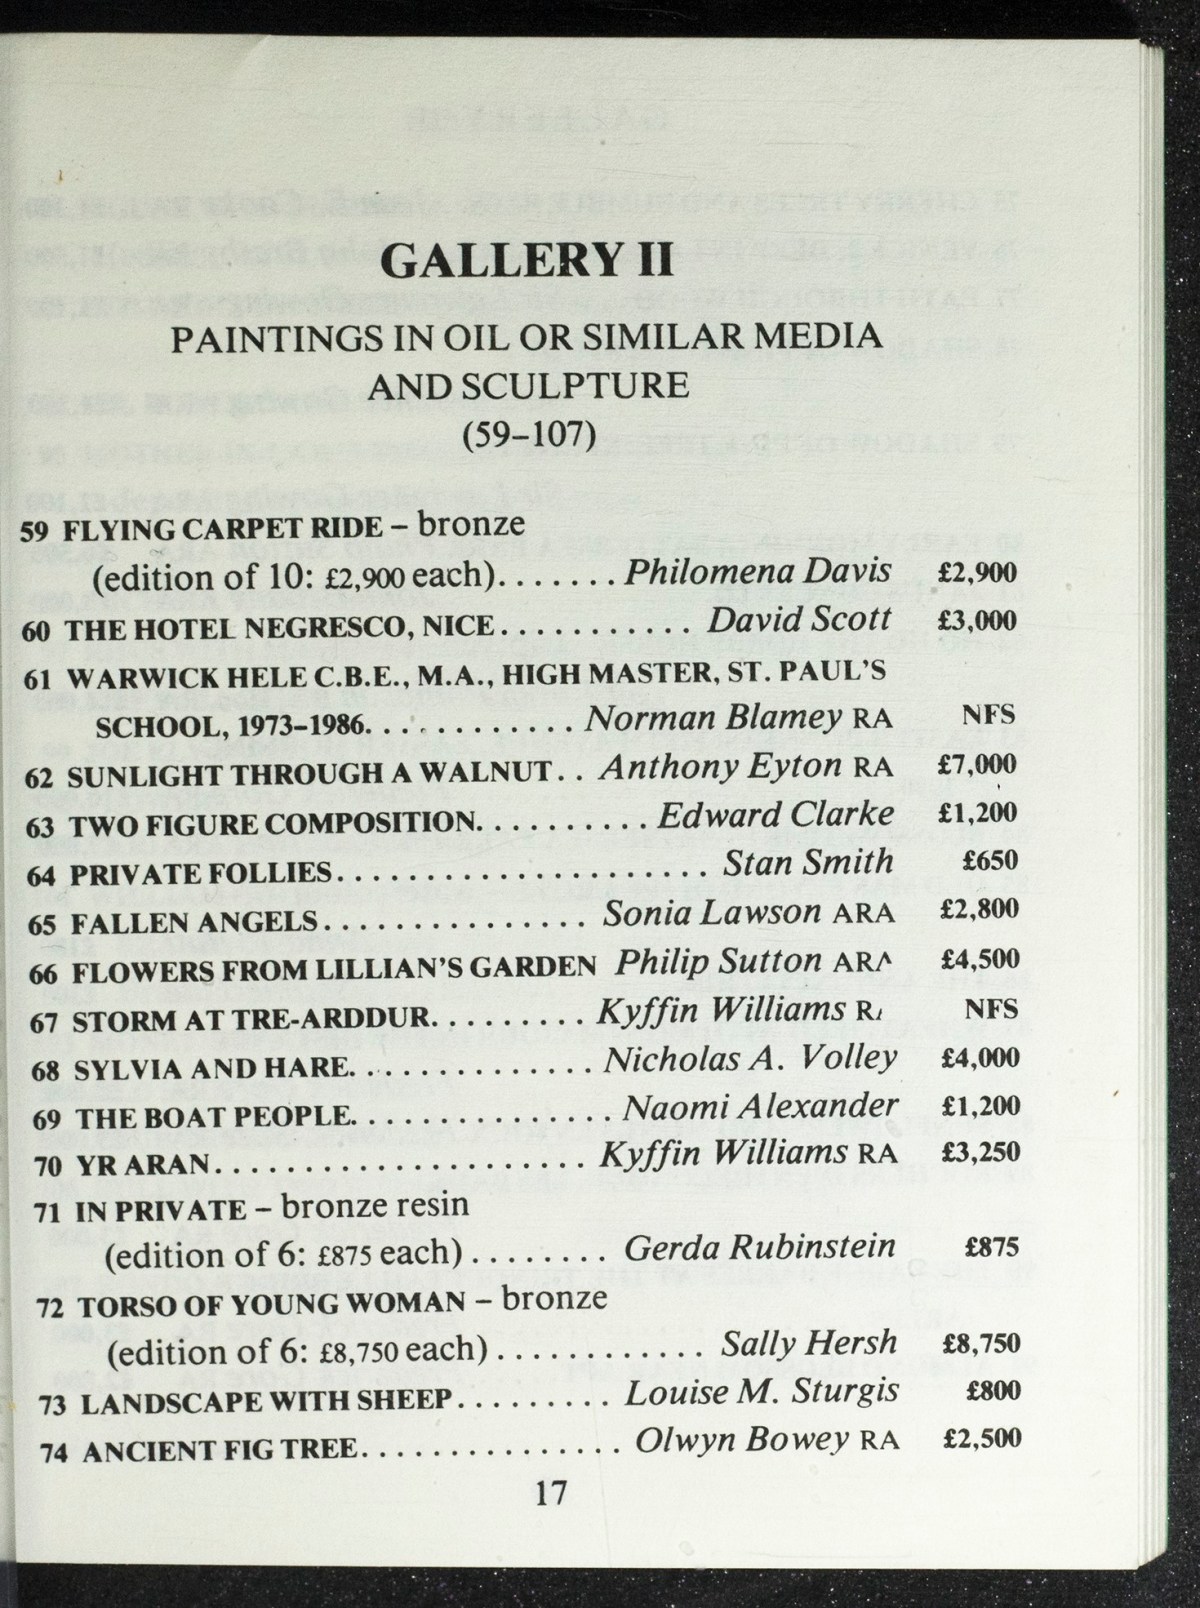 GALLERY II
PAINTINGS IN OIL OR SIMILAR MEDIA
AND SCULPTURE
(59–107)
59 FLYING CARPET RIDE – bronze
(edition of 10: £2,900 each)....... Philomena Davis £2,900
60 THE HOTEL NEGRESCO, NICE........... David Scott £3,000
61 WARWICK HELE C.B.E., M.A., HIGH MASTER, ST. PAUL'S
SCHOOL, 1973–1986............ Norman Blamey RA NFS
62 SUNLIGHT THROUGH A WALNUT.. Anthony Eyton RA £7,000
63 TWO FIGURE COMPOSITION.......... Edward Clarke £1,200
64 PRIVATE FOLLIES...................... Stan Smith £650
65 FALLEN ANGELS................ Sonia Lawson ARA £2,800
66 FLOWERS FROM LILLIAN'S GARDEN Philip Sutton ARA £4,500
67 STORM AT TRE-ARDDUR......... Kyffin Williams RA NFS
68 SYLVIA AND HARE.............. Nicholas A. Volley £4,000
69 THE BOAT PEOPLE................ Naomi Alexander £1,200
70 YR ARAN...................... Kyffin Williams RA £3,250
71 IN PRIVATE – bronze resin
(edition of 6: £875 each)........ Gerda Rubinstein £875
72 TORSO OF YOUNG WOMAN – bronze
(edition of 6: £8,750 each)............ Sally Hersh £8,750
73 LANDSCAPE WITH SHEEP......... Louise M. Sturgis £800
74 ANCIENT FIG TREE................ Olwyn Bowey RA £2,500
17